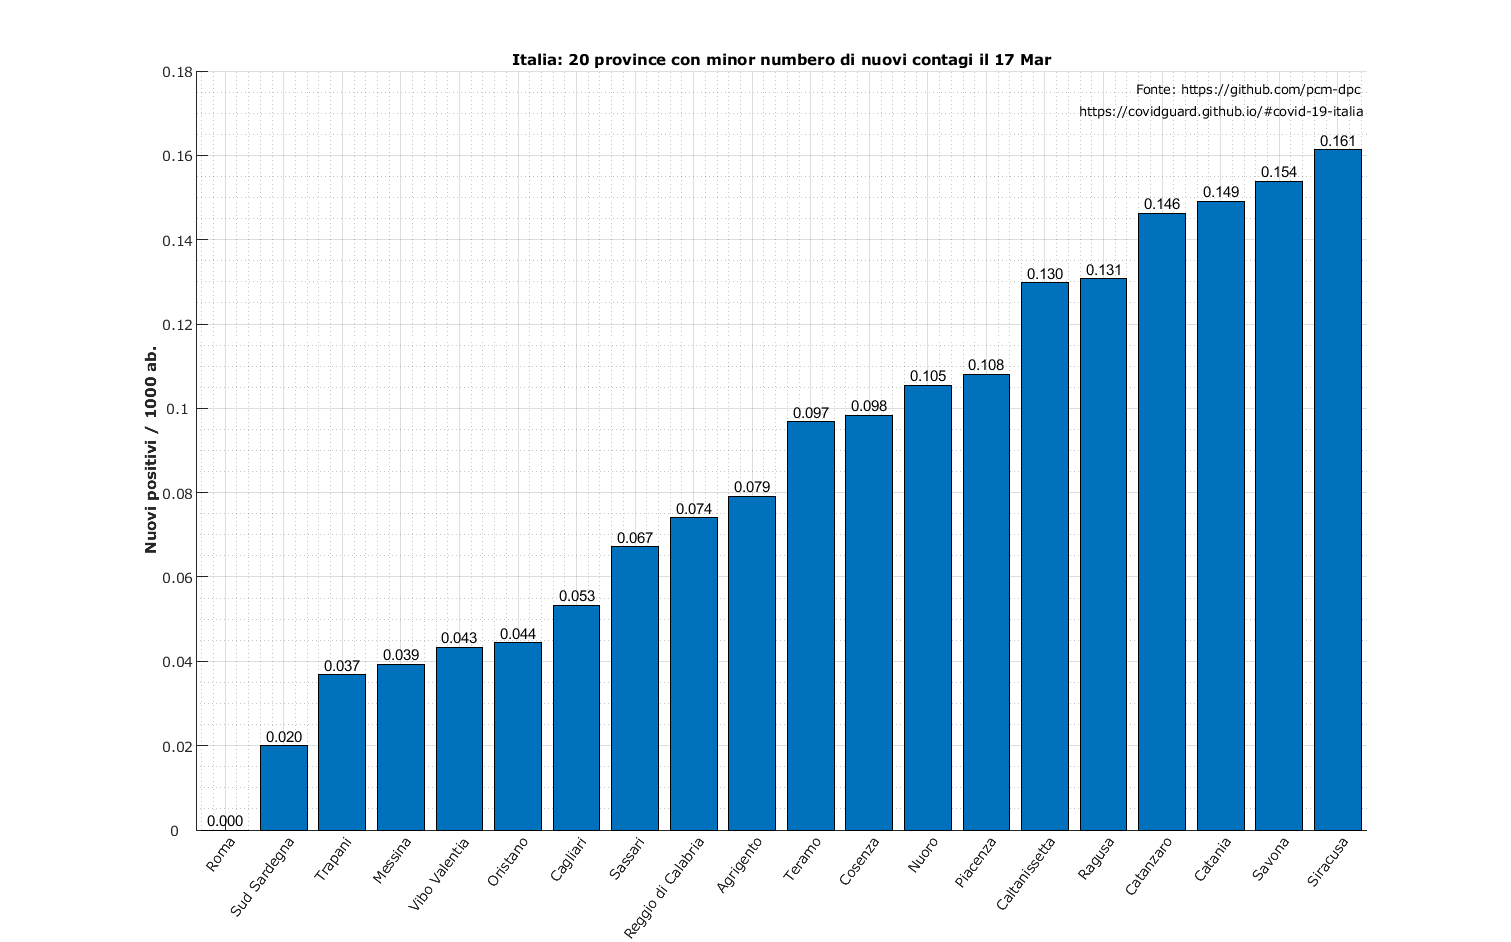 Italia: 20 province con minor numbero di nuovi contagi il 17 Mar
Fonte: https://github.com/pcm-dpc
https://covidguard.github.io/#covid-19-italia
Nuovi positivi / 1000 ab.
0.18
0.16
0.14
0.12
0.1
0.08
0.06
0.04
0.02
0
0.000
0.020
0.037
0.039
0.043
0.044
0.053
0.067
0.074
0.079
0.097
0.098
0.105
0.108
0.130
0.131
0.146
0.149
0.154
0.161
Roma
Sud Sardegna
Trapani
Messina
Vibo Valentia
Oristano
Cagliari
Sassari
Reggio di Calabria
Agrigento
Teramo
Cosenza
Nuoro
Piacenza
Caltanissetta
Ragusa
Catanzaro
Catania
Savona
Siracusa